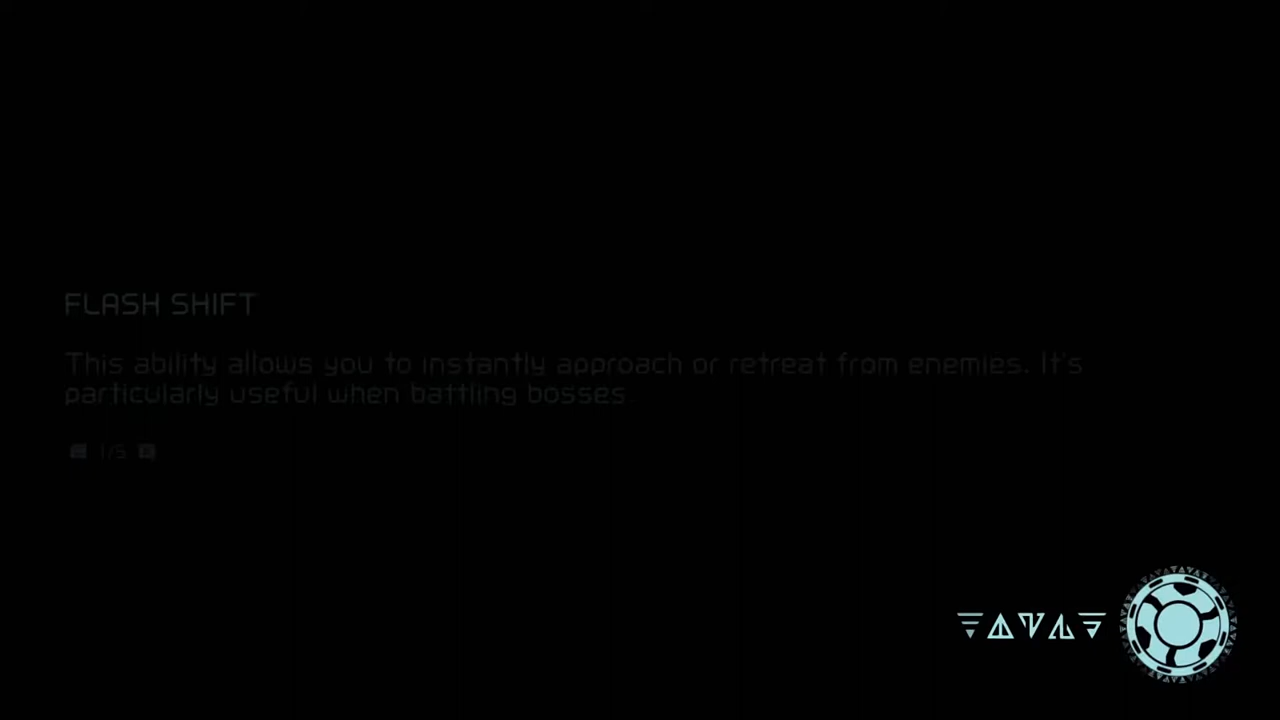 FLASH SHIFT
This ability allows you to instantly approach or retreat from enemies. It's
particularly useful when battling bosses.
1/5